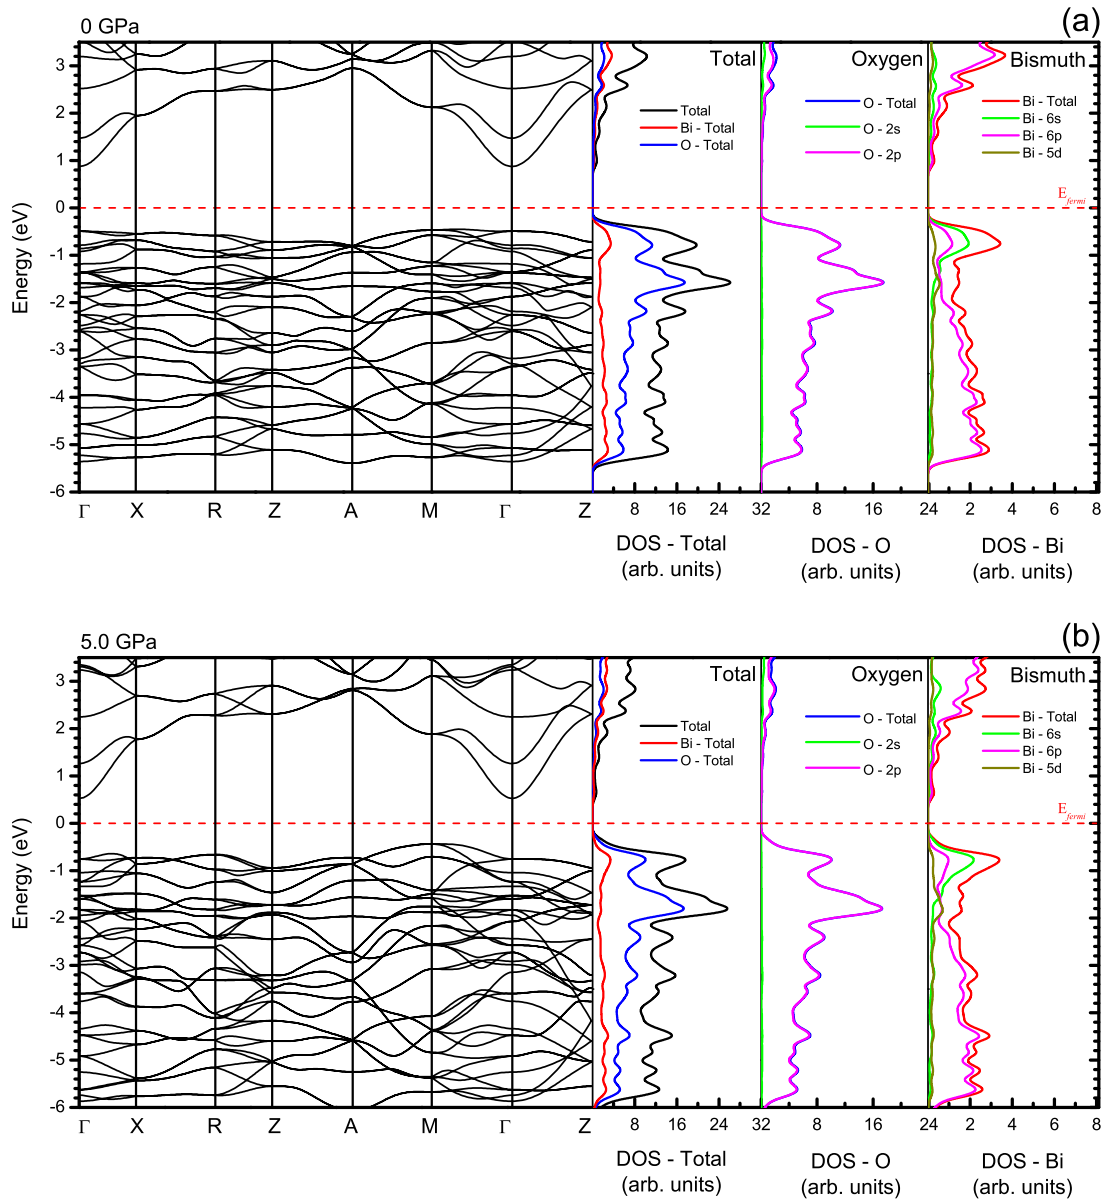 0 GPa
(a)
Total
Oxygen
Bismuth
Total
Bi - Total
O - Total
O - Total
O - 2s
O - 2p
Bi - Total
Bi - 6s
Bi - 6p
Bi - 5d
E fermi
Energy (eV)
3
2
1
0
-1
-2
-3
-4
-5
-6
Γ X R Z A M Γ Z
8 16 24 32 8 16 24 2 4 6 8
DOS - Total
(arb. units)
DOS - O
(arb. units)
DOS - Bi
(arb. units)
5.0 GPa
(b)
Total
Oxygen
Bismuth
Total
Bi - Total
O - Total
O - Total
O - 2s
O - 2p
Bi - Total
Bi - 6s
Bi - 6p
Bi - 5d
E fermi
Energy (eV)
3
2
1
0
-1
-2
-3
-4
-5
-6
Γ X R Z A M Γ Z
8 16 24 32 8 16 24 2 4 6 8
DOS - Total
(arb. units)
DOS - O
(arb. units)
DOS - Bi
(arb. units)